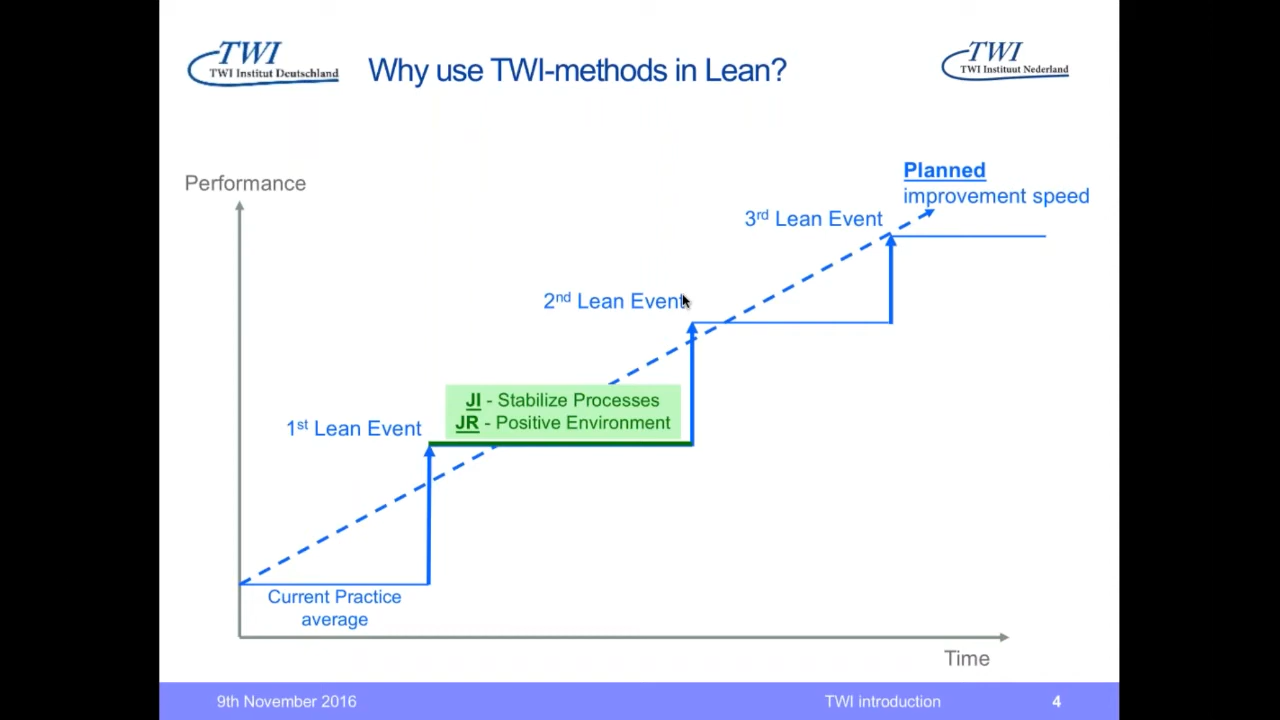 TWI
TWI Institut Deutschland
Why use TWI-methods in Lean?
TWI
TWI Instituut Nederland
Performance
Planned
improvement speed
3rd Lean Event
2nd Lean Event
JI - Stabilize Processes
JR - Positive Environment
1st Lean Event
Current Practice
average
Time
9th November 2016
TWI introduction
4